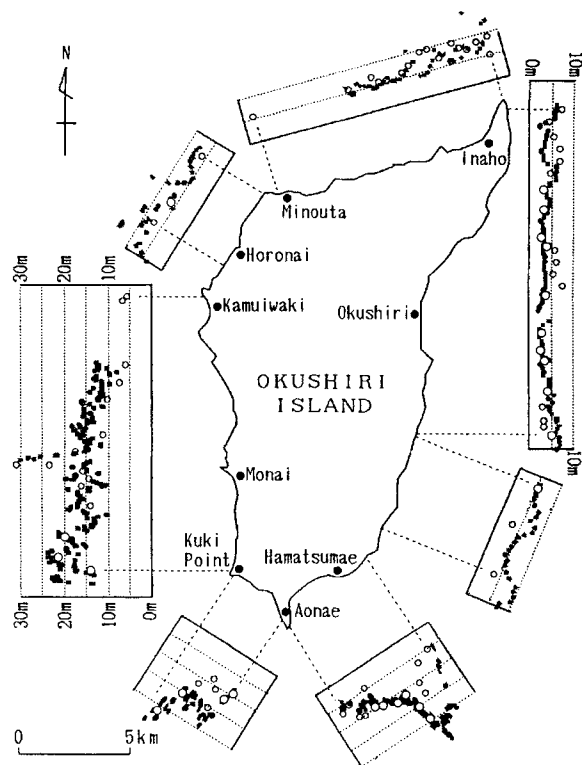 N
10m
0m
Inaho
Minouta
Horonai
30m
20m
10m
Kamuiwaki
Okushiri
OKUSHIRI
ISLAND
10m
Monai
Kuki
Point
Hamatsumae
Aonae
30m
20m
10m
0m
0
5km